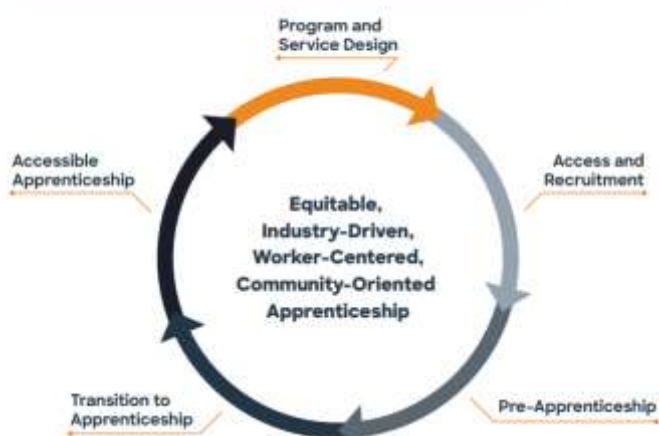 Program and
Service Design
Access and
Recruitment
Pre-Apprenticeship
Transition to
Apprenticeship
Accessible
Apprenticeship
Equitable,
Industry-Driven,
Worker-Centered,
Community-Oriented
Apprenticeship